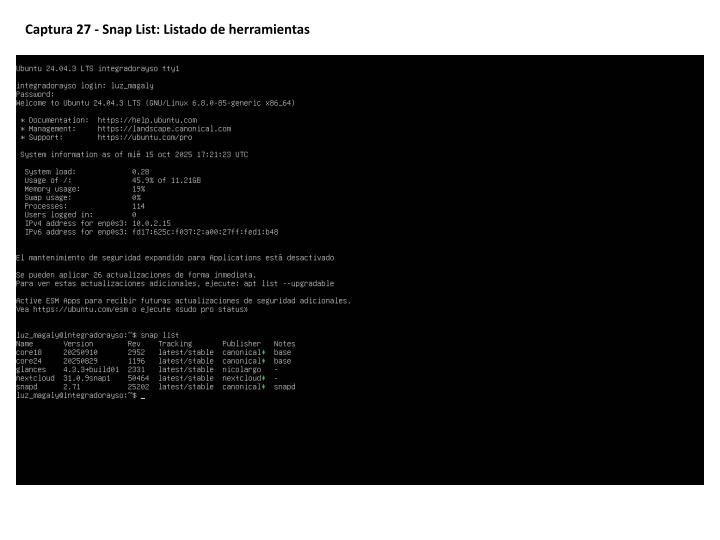 Captura 27 - Snap List: Listado de herramientas
Ubuntu 24.04.3 LTS integradorayso tty1
integradorayso login: luz_magaly
Password:
Welcome to Ubuntu 24.04.3 LTS (GNU/Linux 6.8.0-85-generic x86_64)
* Documentation:  https://help.ubuntu.com
* Management:     https://landscape.canonical.com
* Support:        https://ubuntu.com/pro
System information as of mié 15 oct 2025 17:21:23 UTC
System load:             0.28
Usage of /:              45.9% of 11.21GB
Memory usage:            19%
Swap usage:              0%
Processes:               114
Users logged in:         0
IPv4 address for enp0s3: 10.0.2.15
IPv6 address for enp0s3: fd17:625c:f037:2:a00:27ff:fed1:b48
El mantenimiento de seguridad expandido para Applications está desactivado
Se pueden aplicar 26 actualizaciones de forma inmediata.
Para ver estas actualizaciones adicionales, ejecute: apt list --upgradable
Active ESM Apps para recibir futuras actualizaciones de seguridad adicionales.
Vea https://ubuntu.com/esm o ejecute «sudo pro status»
luz_magaly@integradorayso:~$ snap list
Name       Version         Rev    Tracking       Publisher   Notes
core18     20250910        2952   latest/stable  canonical✓  base
core24     20250829        1196   latest/stable  canonical✓  base
glances    4.3.3+build01   2331   latest/stable  nicolargo   -
nextcloud  31.0.9snap1     50464  latest/stable  nextcloud✓  -
snapd      2.71            25202  latest/stable  canonical✓  snapd
luz_magaly@integradorayso:~$ _